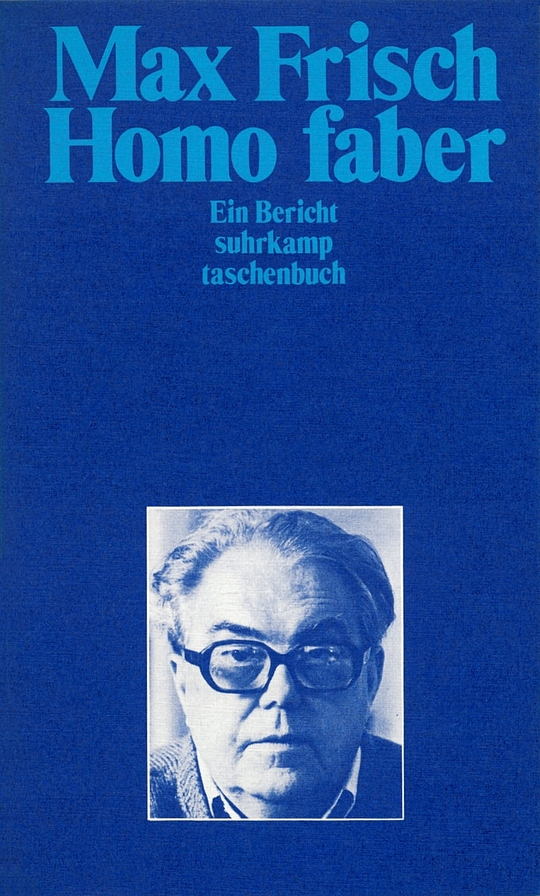 Max Frisch
Homo faber
Ein Bericht
suhrkamp
taschenbuch